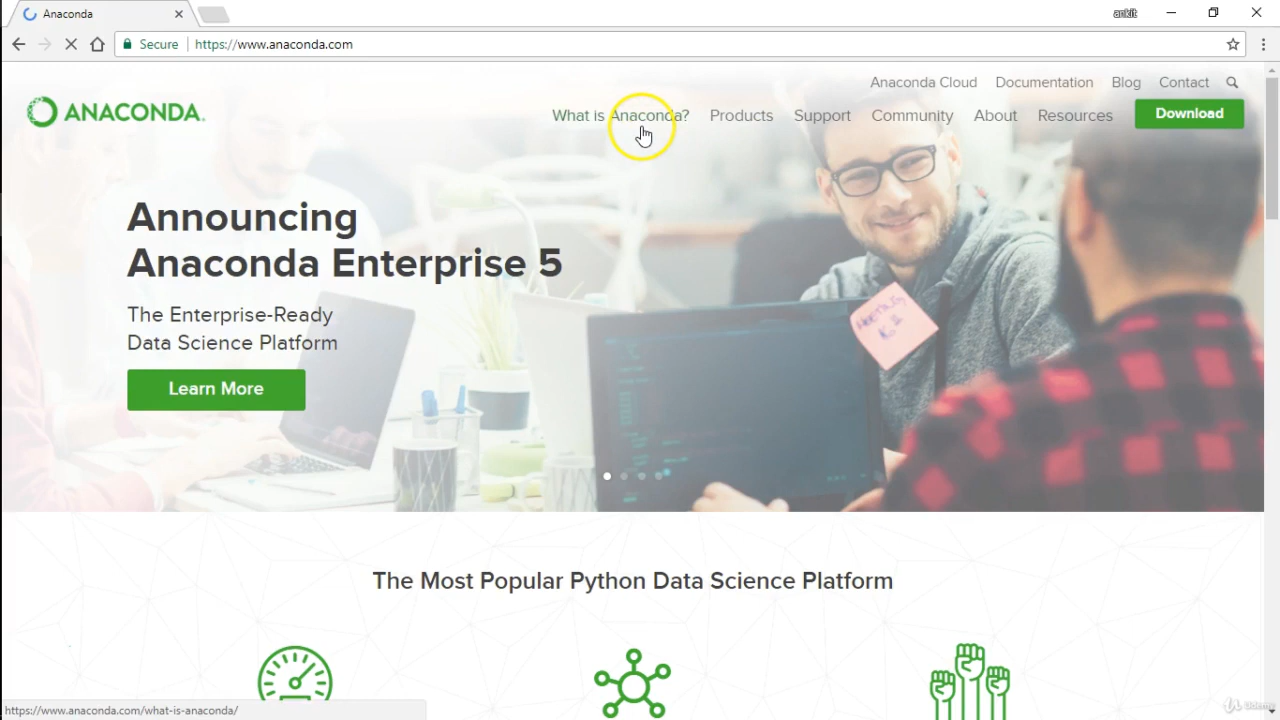 Anaconda
ankit
Secure
https://www.anaconda.com
Anaconda Cloud Documentation Blog Contact
ANACONDA.
What is Anaconda? Products Support Community About Resources Download
Announcing
Anaconda Enterprise 5
The Enterprise-Ready
Data Science Platform
Learn More
The Most Popular Python Data Science Platform
https://www.anaconda.com/what-is-anaconda/
Udemy